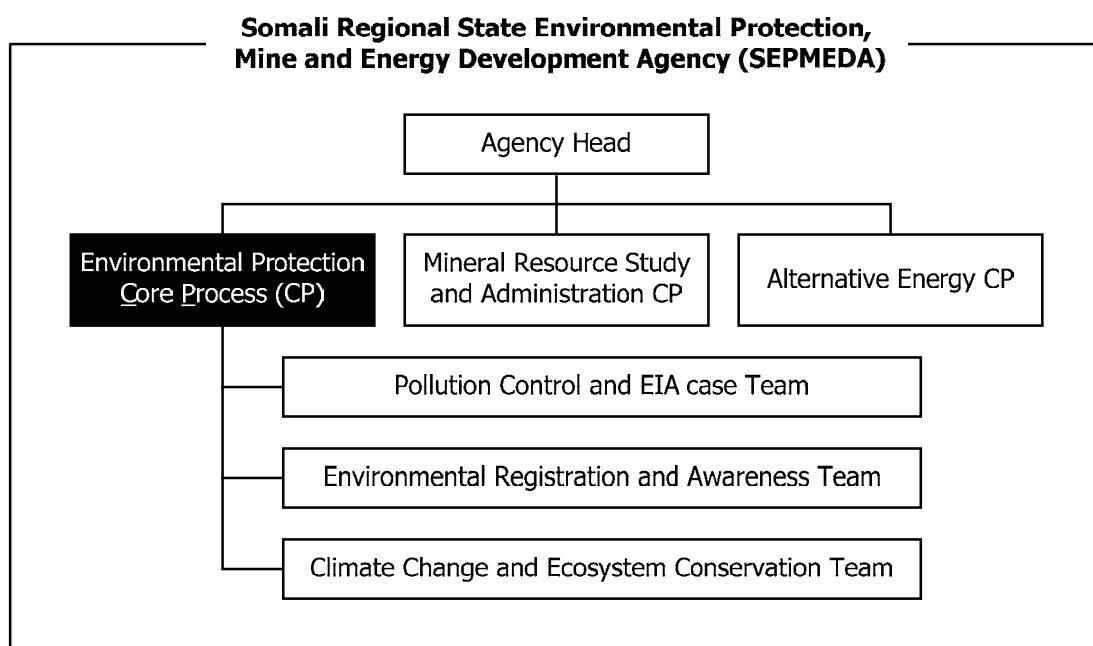 Somali Regional State Environmental Protection,
Mine and Energy Development Agency (SEPMEDA)
Agency Head
Environmental Protection
Core Process (CP)
Mineral Resource Study
and Administration CP
Alternative Energy CP
Pollution Control and EIA case Team
Environmental Registration and Awareness Team
Climate Change and Ecosystem Conservation Team